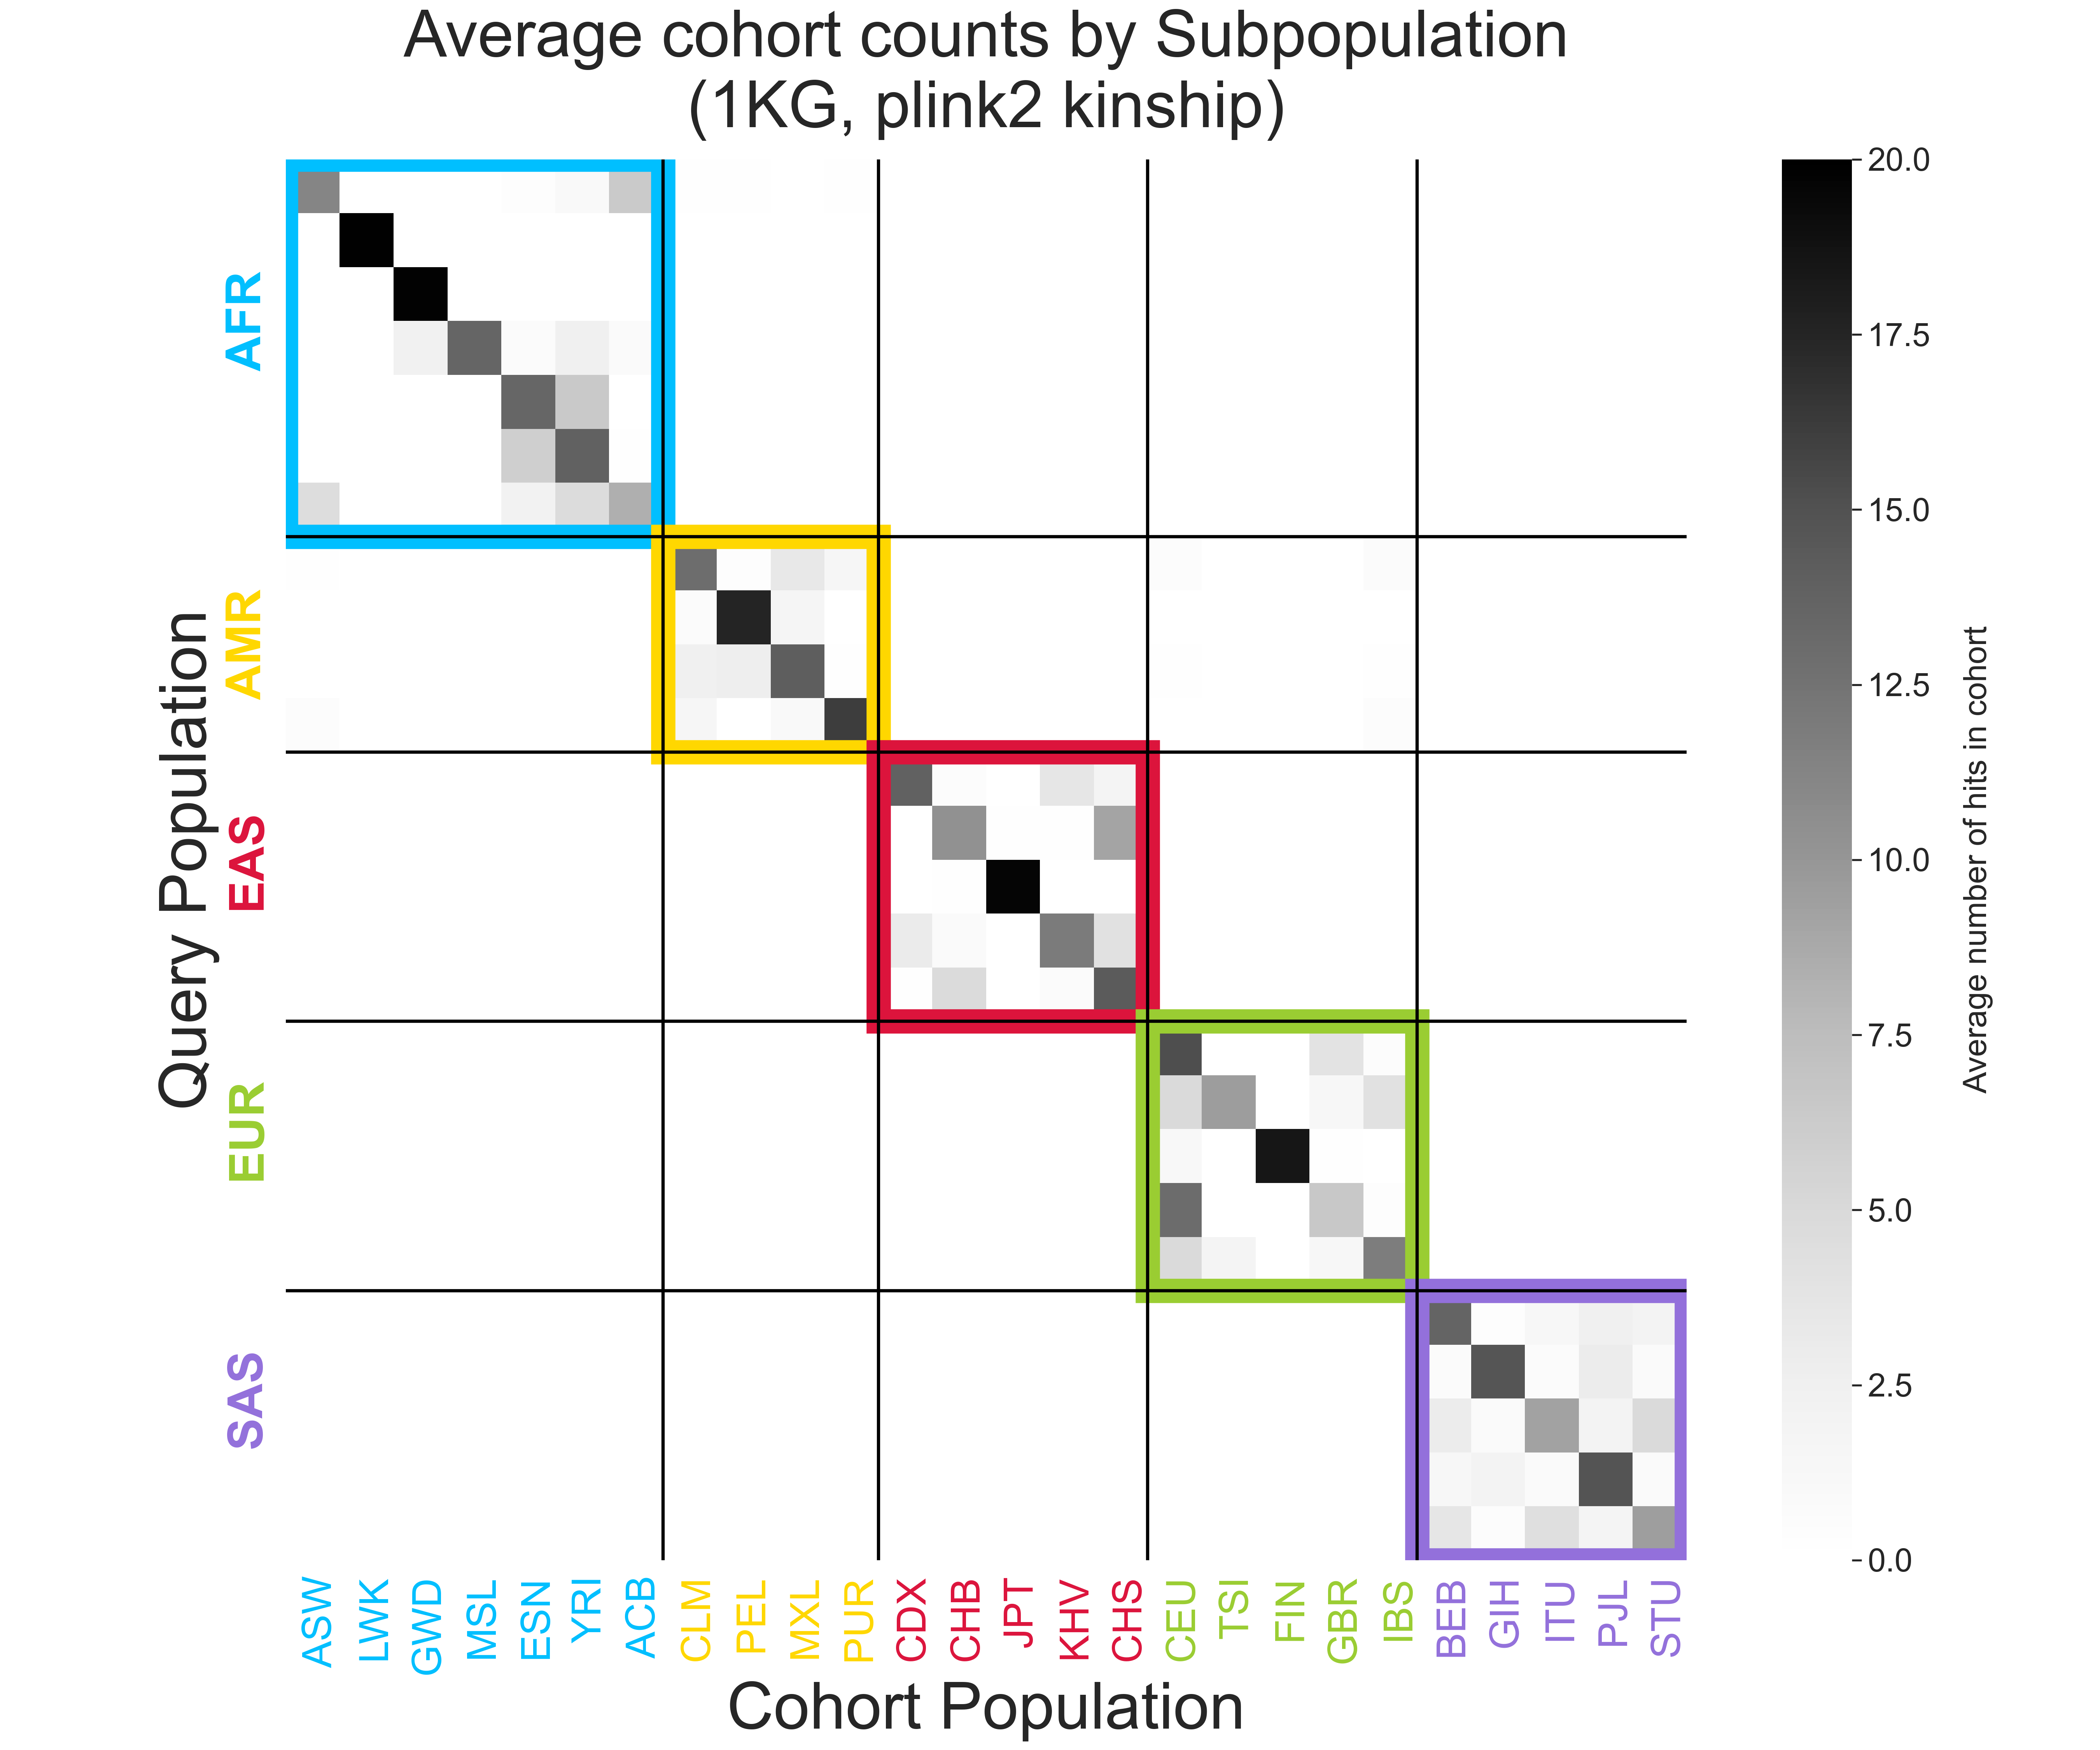 Average cohort counts by Subpopulation
(1KG, plink2 kinship)
Query Population
AFR
AMR
EAS
EUR
SAS
ASW
LWK
GWD
MSL
ESN
YRI
ACB
CLM
PEL
MXL
PUR
CDX
CHB
JPT
KHV
CHS
CEU
TSI
FIN
GBR
IBS
BEB
GIH
ITU
PJL
STU
Cohort Population
20.0
17.5
15.0
12.5
10.0
7.5
5.0
2.5
0.0
Average number of hits in cohort